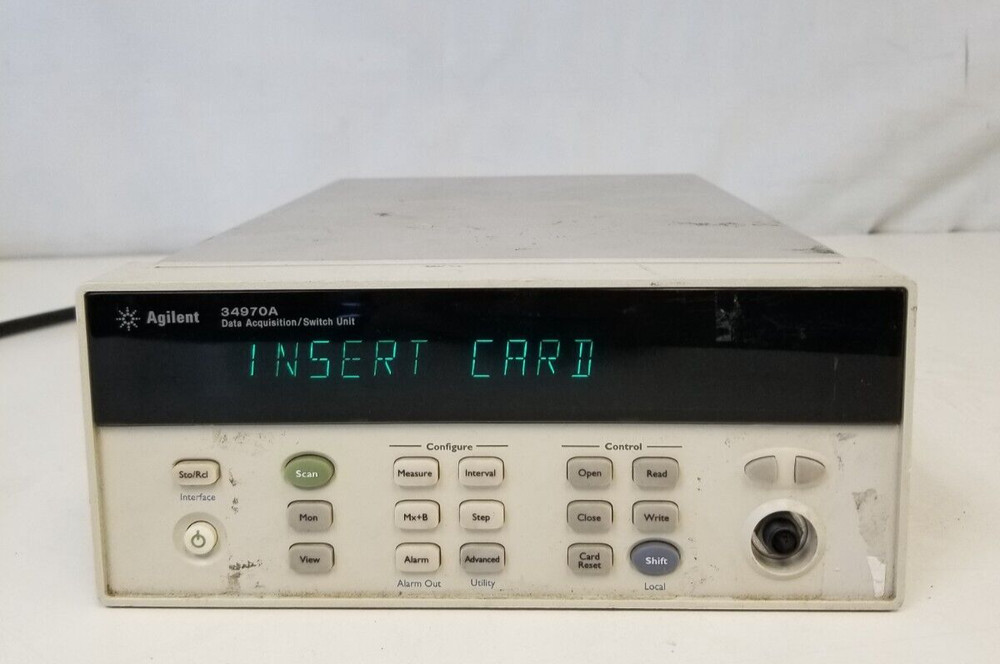 Agilent 34970A
Data Acquisition/Switch Unit
INSERT CARD
Configure Control
Sto/Rcl Scan Measure Interval Open Read
Interface
Mon Mx+B Step Close Write
View Alarm Advanced Card Reset Shift
Alarm Out Utility Local